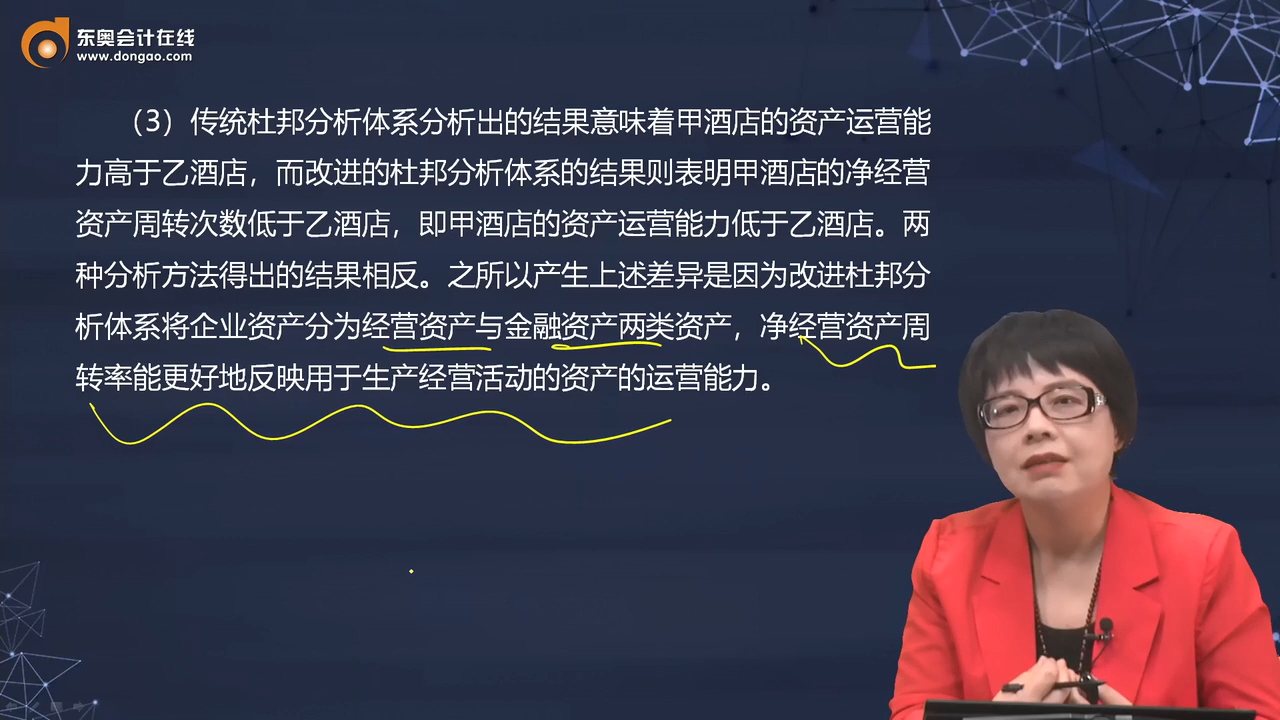 东奥会计在线
www.dongao.com
（3）传统杜邦分析体系分析出的结果意味着甲酒店的资产运营能
力高于乙酒店，而改进的杜邦分析体系的结果则表明甲酒店的净经营
资产周转次数低于乙酒店，即甲酒店的资产运营能力低于乙酒店。两
种分析方法得出的结果相反。之所以产生上述差异是因为改进杜邦分
析体系将企业资产分为经营资产与金融资产两类资产，净经营资产周
转率能更好地反映用于生产经营活动的资产的运营能力。